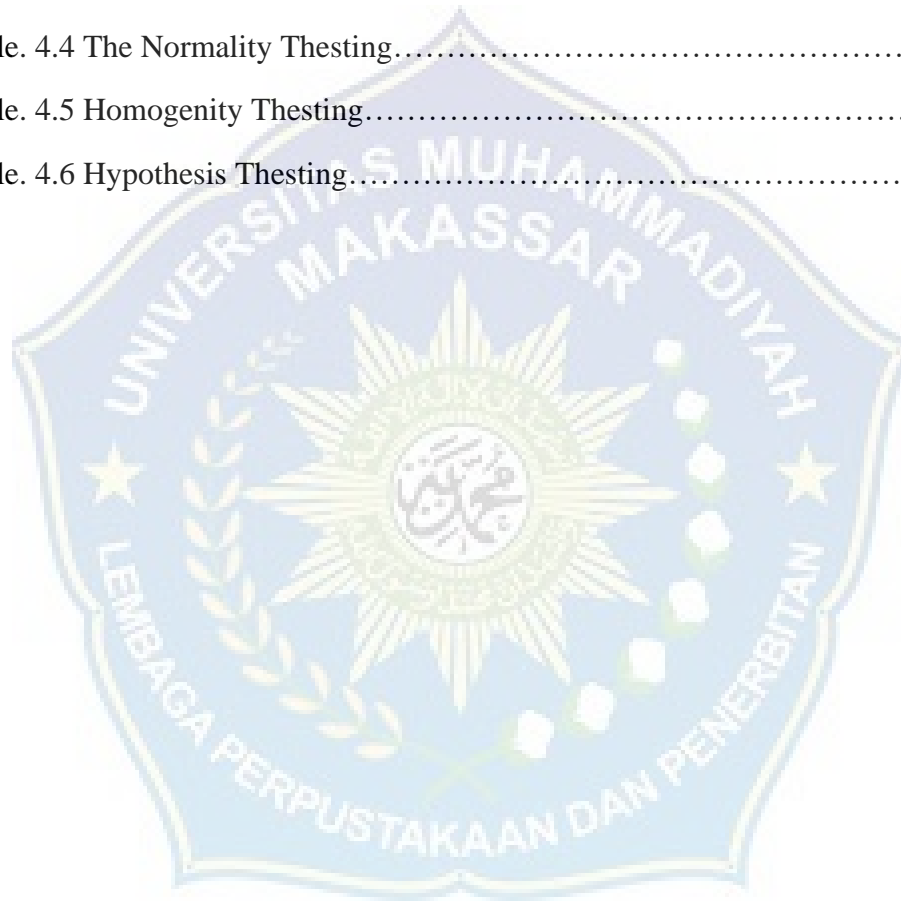 le. 4.4 The Normality Thesting……………………………………………
le. 4.5 Homogenity Thesting………………………………………………
le. 4.6 Hypothesis Thesting…………………………………………………
UNIVERSITAS MUHAMMADIYAH
MAKASSAR
محمد
LEMBAGA PERPUSTAKAAN DAN PENERBITAN